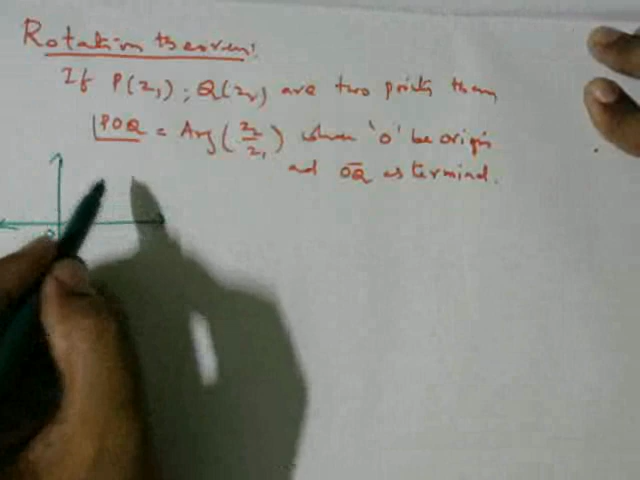 Rotation theorem:
If P(z₁); Q(z₂) are two points then
∠POQ = Arg(z₂/z₁) where 'O' be origin
and OQ̅ as terminal.
O